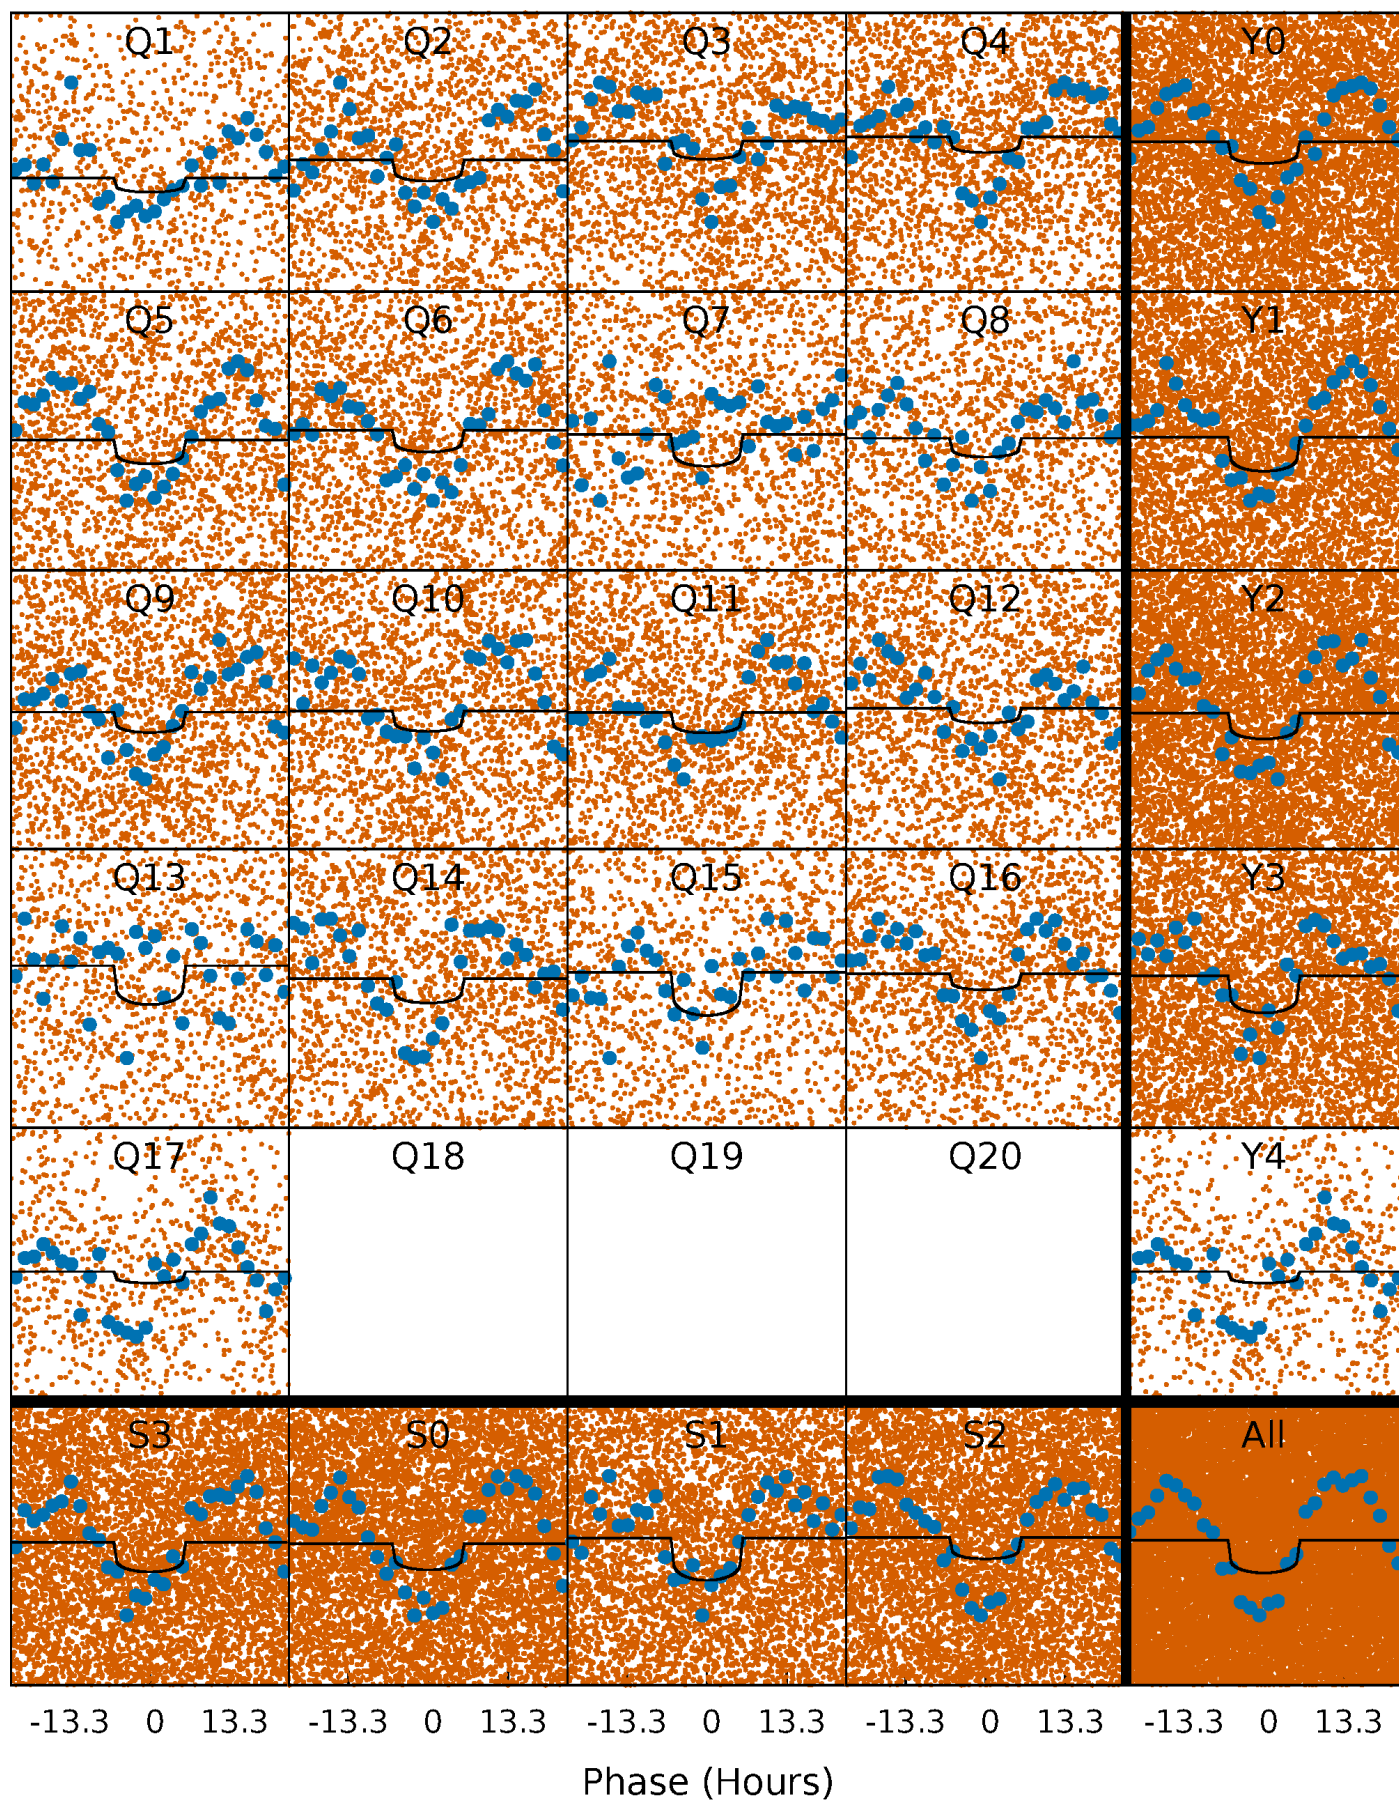 Q1 Q2 Q3 Q4 Y0
Q5 Q6 Q7 Q8 Y1
Q9 Q10 Q11 Q12 Y2
Q13 Q14 Q15 Q16 Y3
Q17 Q18 Q19 Q20 Y4
S3 S0 S1 S2 All
-13.3 0 13.3 -13.3 0 13.3 -13.3 0 13.3 -13.3 0 13.3 -13.3 0 13.3
Phase (Hours)